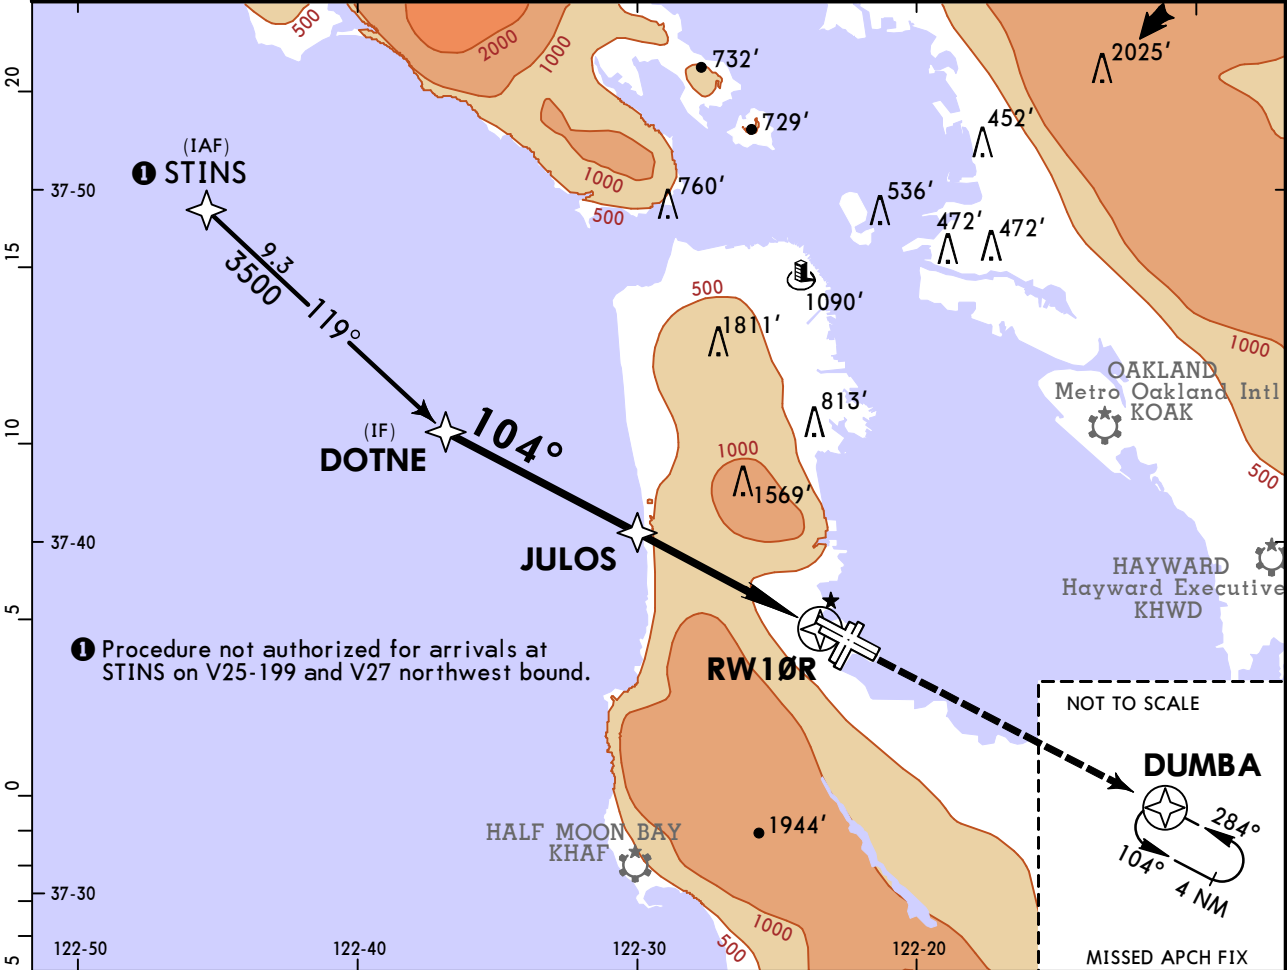 500
2000
1000
732'
2025'
20
729'
452'
(IAF)
❶ STINS
37-50
1000
760'
500
536'
472'
472'
9.3
3500
15
500
1090'
119°
1811'
1000
OAKLAND
Metro Oakland Intl
KOAK
813'
104°
(IF)
DOTNE
10
1000
500
1569'
37-40
JULOS
HAYWARD
Hayward Executive
KHWD
5
❶ Procedure not authorized for arrivals at
STINS on V25-199 and V27 northwest bound.
RW1ØR
NOT TO SCALE
DUMBA
0
284°
104°
4 NM
HALF MOON BAY
KHAF
1944'
37-30
1000
500
122-50
122-40
122-30
122-20
5
MISSED APCH FIX